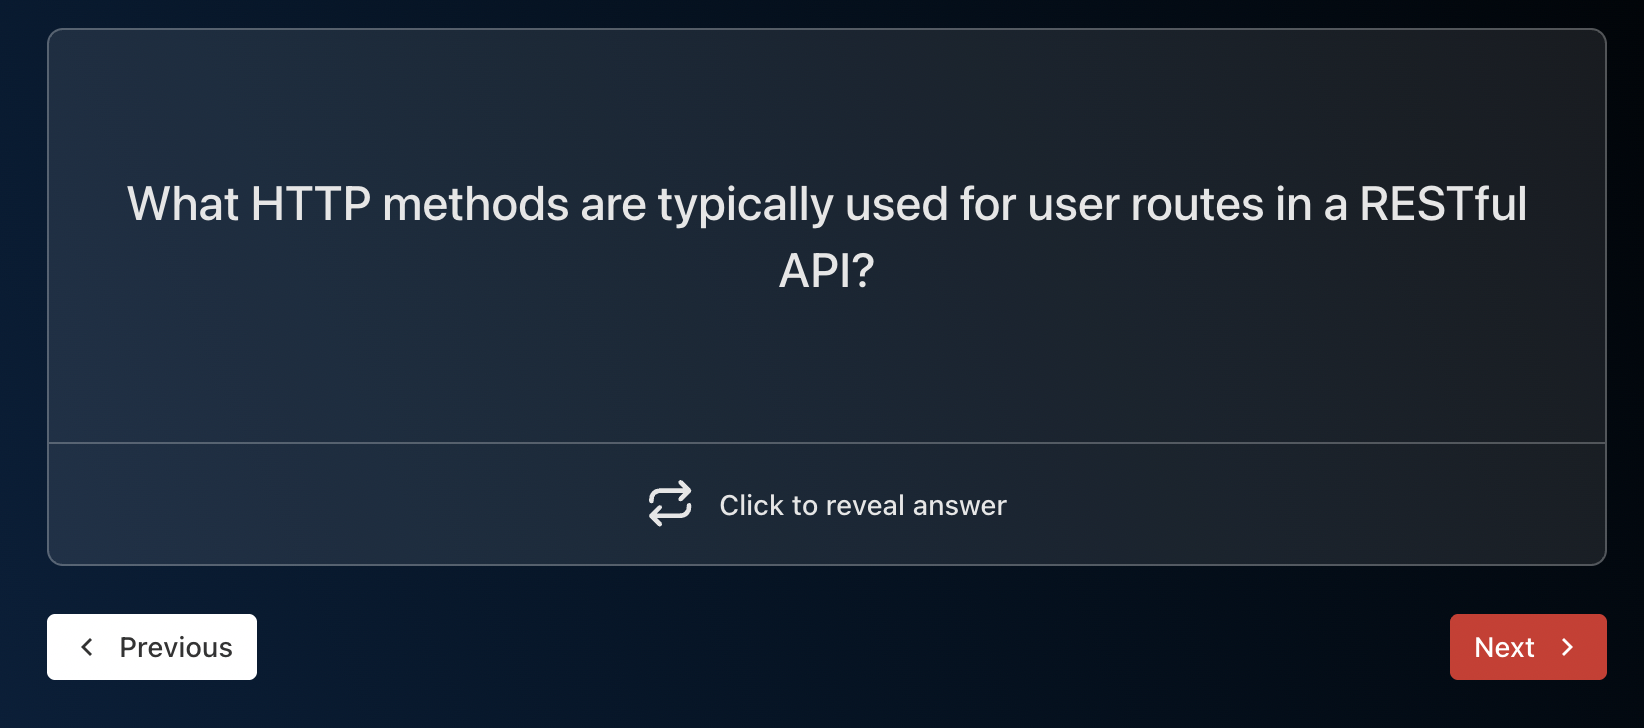 What HTTP methods are typically used for user routes in a RESTful
API?
Click to reveal answer
Previous
Next